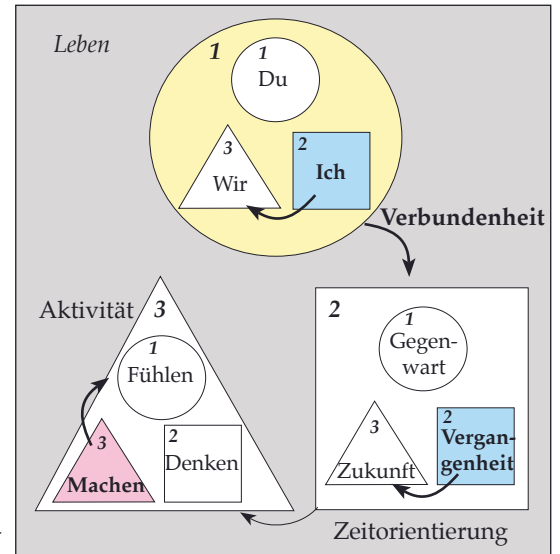 Leben
1
1
Du
3
Wir
2
Ich
Verbundenheit
Aktivität
3
1
Fühlen
3
Machen
2
Denken
2
1
Gegen-
wart
3
Zukunft
2
Vergan-
genheit
Zeitorientierung